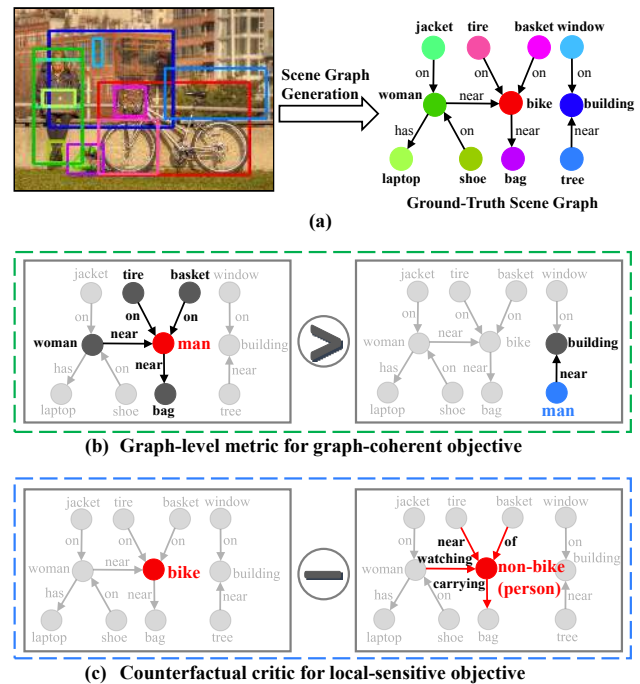 jacket tire basket window
Scene Graph
Generation
on on on on
woman near bike building
has on near near
laptop shoe bag tree
Ground-Truth Scene Graph
(a)
jacket tire basket window
on on on on
woman near man building
has on near near
laptop shoe bag tree
jacket tire basket window
on on on on
woman near bike building
has on near near
laptop shoe bag man
(b) Graph-level metric for graph-coherent objective
jacket tire basket window
on on on on
woman near bike building
has on near near
laptop shoe bag tree
jacket tire basket window
on near of on
woman watching non-bike building
has on carrying (person) near
laptop shoe bag tree
(c) Counterfactual critic for local-sensitive objective